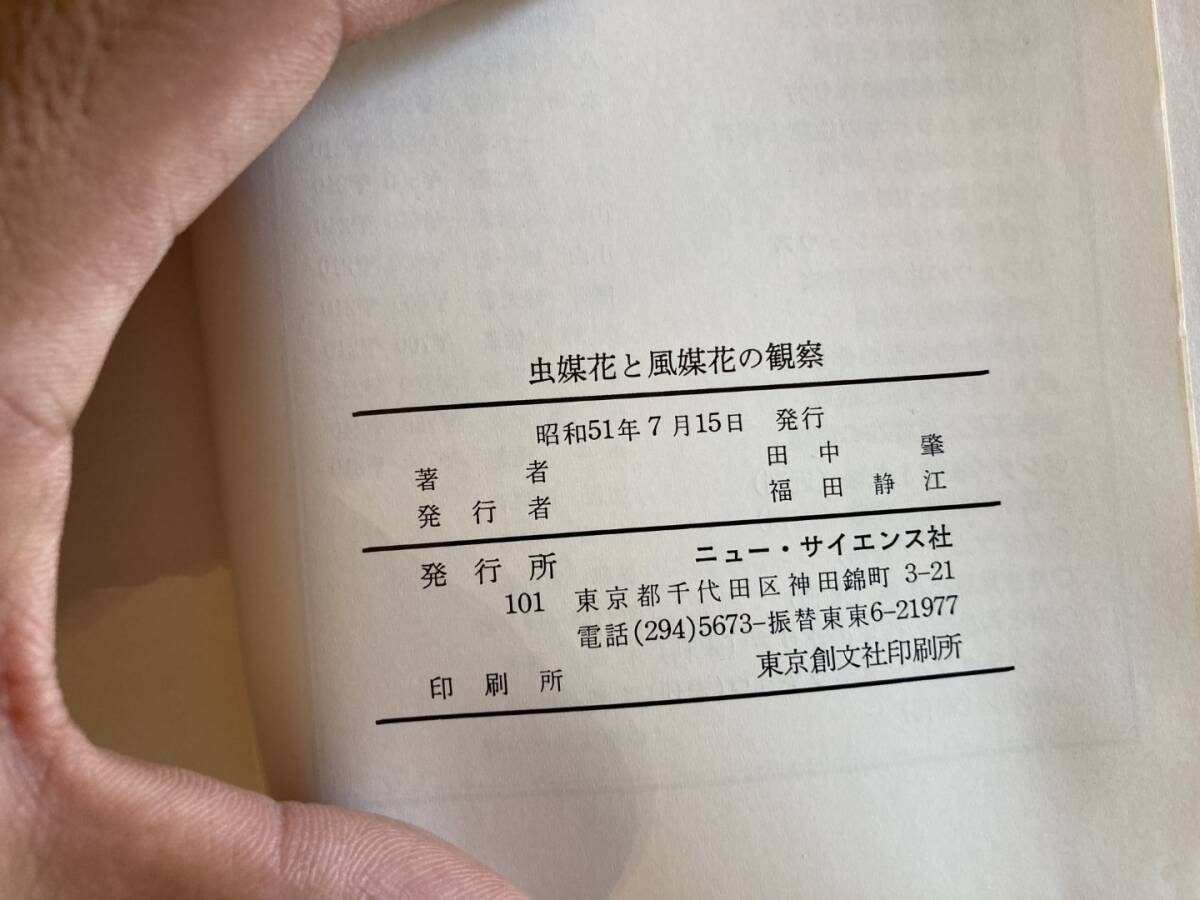 虫媒花と風媒花の観察
昭和51年7月15日 発行
著者 田中肇
発行者 福田静江
発行所 ニュー・サイエンス社
101 東京都千代田区神田錦町 3-21
電話(294)5673-振替東東6-21977
印刷所 東京創文社印刷所